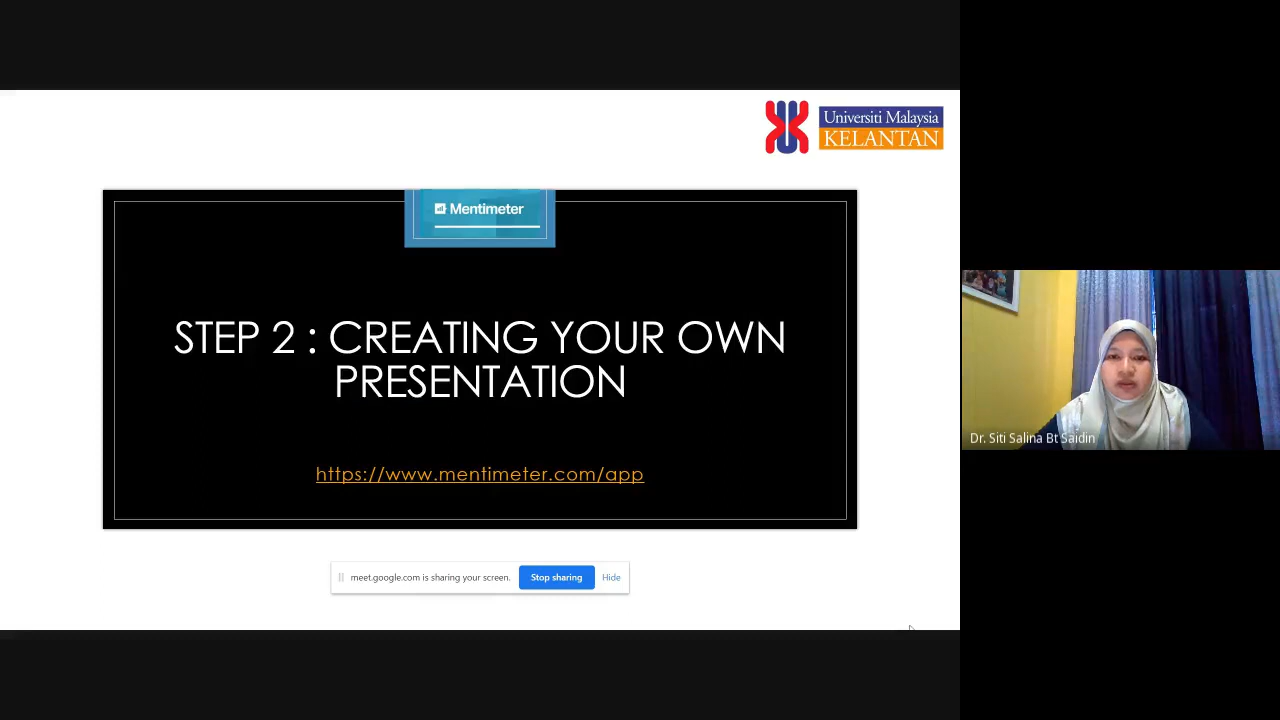 Universiti Malaysia
KELANTAN
Mentimeter
STEP 2 : CREATING YOUR OWN
PRESENTATION
https://www.mentimeter.com/app
meet.google.com is sharing your screen.
Stop sharing
Hide
Dr. Siti Salina Bt Saidin